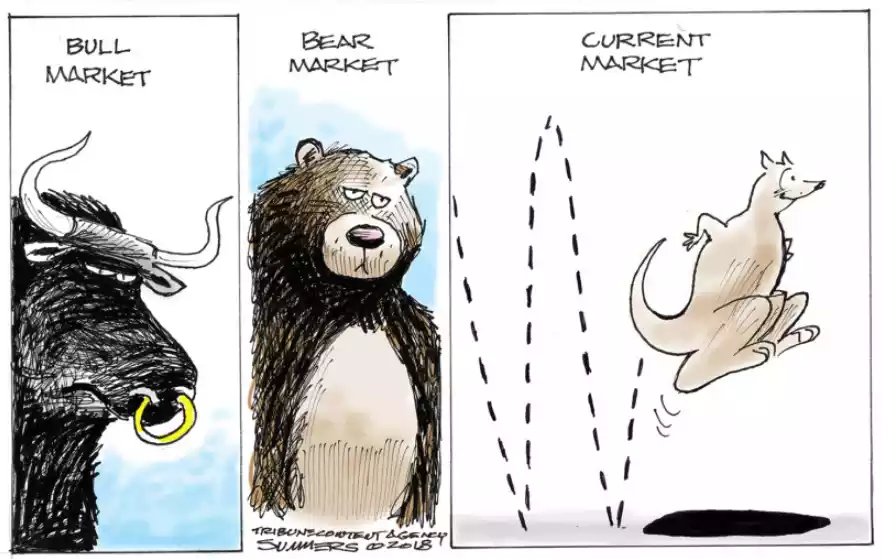 BULL
MARKET
BEAR
MARKET
CURRENT
MARKET
TRIBUNE CONTENT AGENCY
SUMMERS © 2018